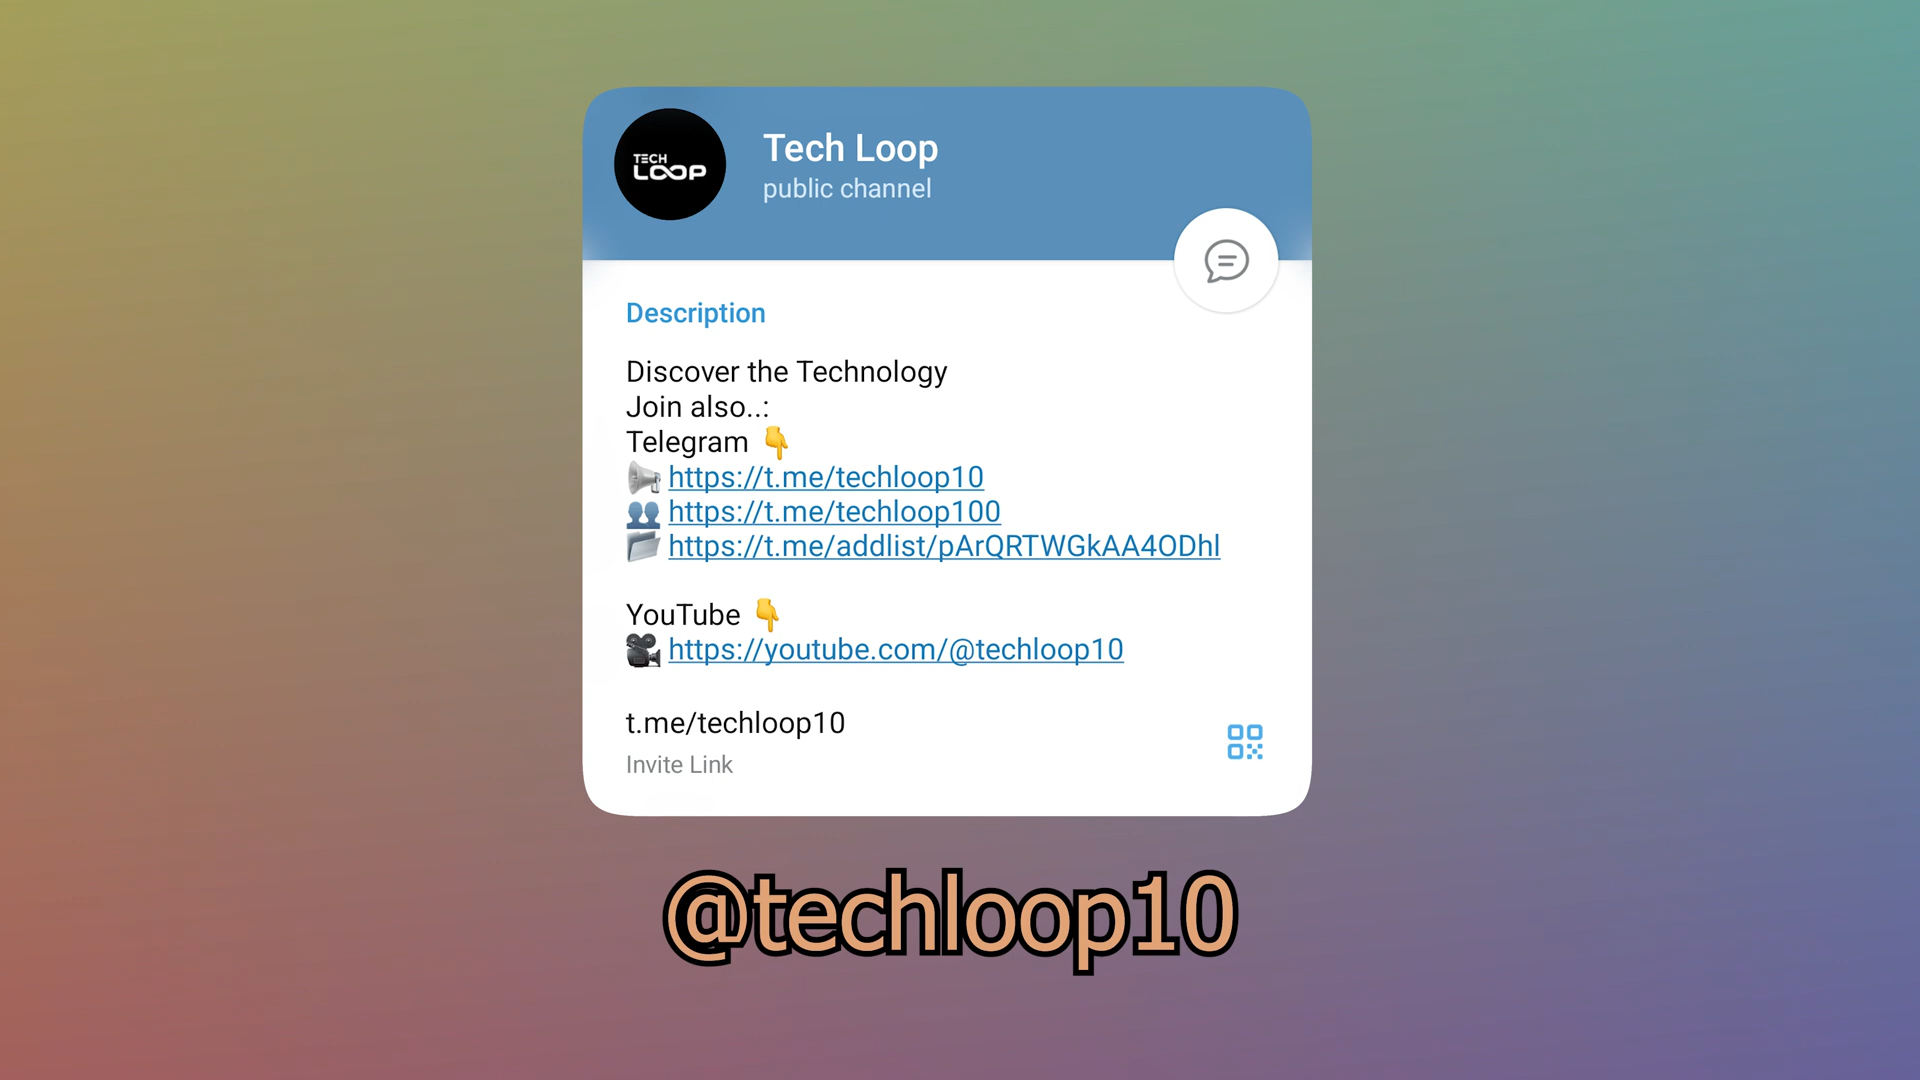 TECH
LOOP
Tech Loop
public channel
Description
Discover the Technology
Join also..:
Telegram 👇
https://t.me/techloop10
https://t.me/techloop100
https://t.me/addlist/pArQRTWGkAA4ODhl
YouTube 👇
https://youtube.com/@techloop10
t.me/techloop10
Invite Link
@techloop10